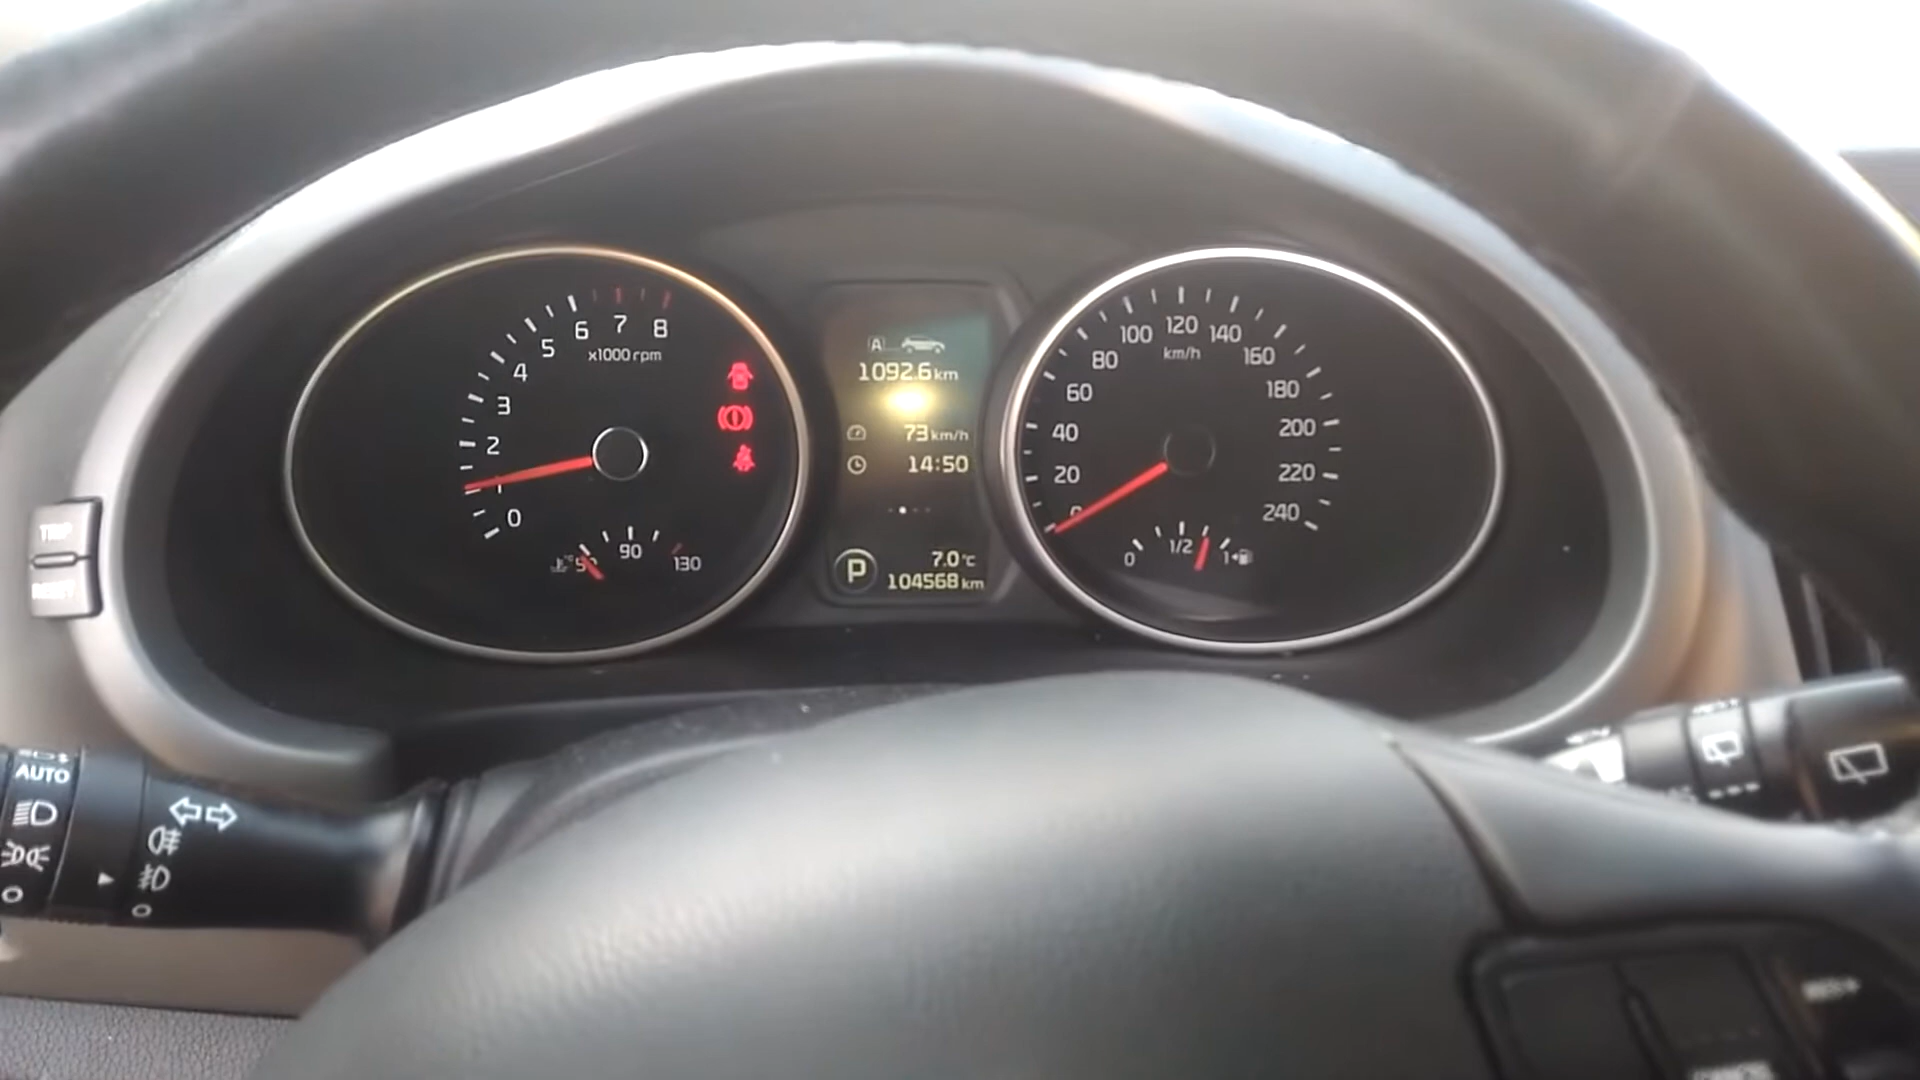 8
7
6
5
4
3
2
1
0
x1000 rpm
90
130
A
1092.6 km
73 km/h
14:50
P
7.0 °c
104568 km
0
20
40
60
80
100
120
140
160
180
200
220
240
km/h
0
1/2
1
TRIP
RESET
AUTO